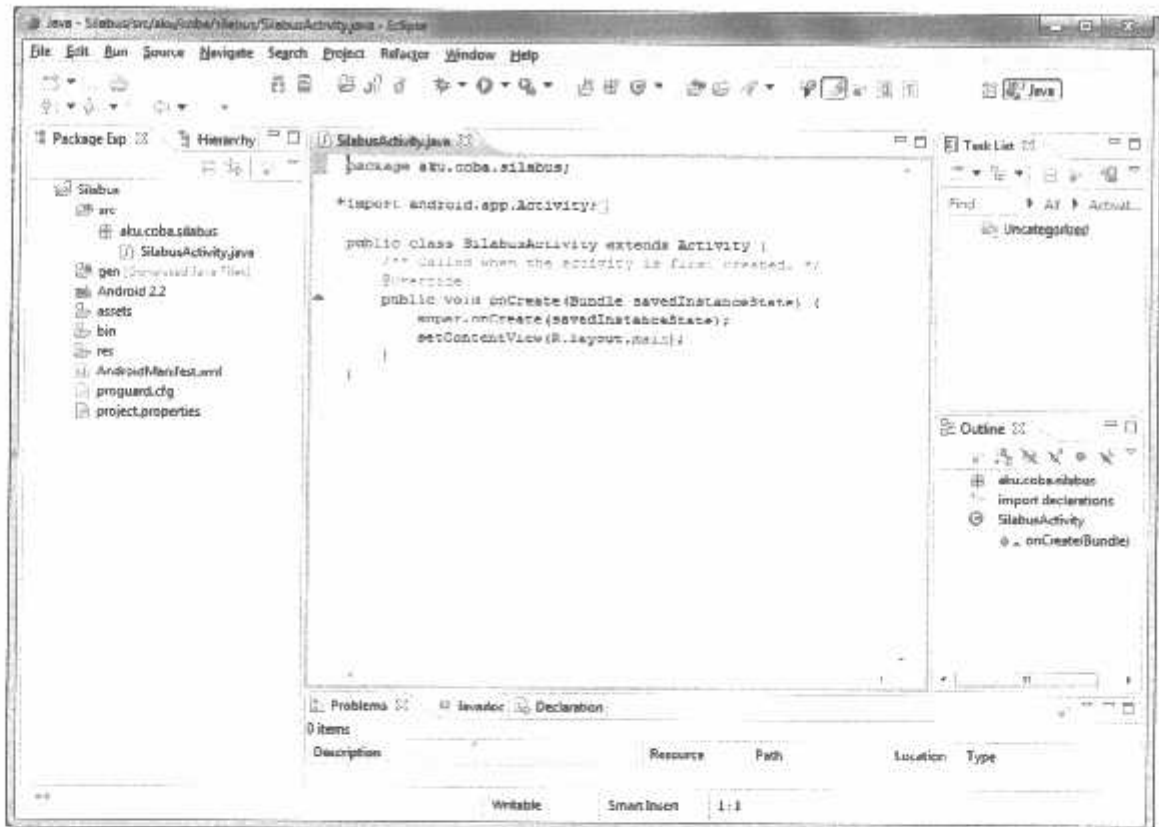 Java - Silabus/src/aku/coba/silabus/SilabusActivity.java - Eclipse
File Edit Run Source Navigate Search Project Refactor Window Help
Java
Package Exp
Hierarchy
Silabus
src
aku.coba.silabus
SilabusActivity.java
gen [Generated Java Files]
Android 2.2
assets
bin
res
AndroidManifest.xml
proguard.cfg
project.properties
SilabusActivity.java
package aku.coba.silabus;
import android.app.Activity;
public class SilabusActivity extends Activity {
/** Called when the activity is first created. */
@Override
public void onCreate(Bundle savedInstanceState) {
super.onCreate(savedInstanceState);
setContentView(R.layout.main);
}
}
Task List
Find All Activat...
Uncategorized
Outline
aku.coba.silabus
import declarations
SilabusActivity
onCreate(Bundle)
Problems Javadoc Declaration
0 items
Description Resource Path Location Type
Writable Smart Insert 1 : 1